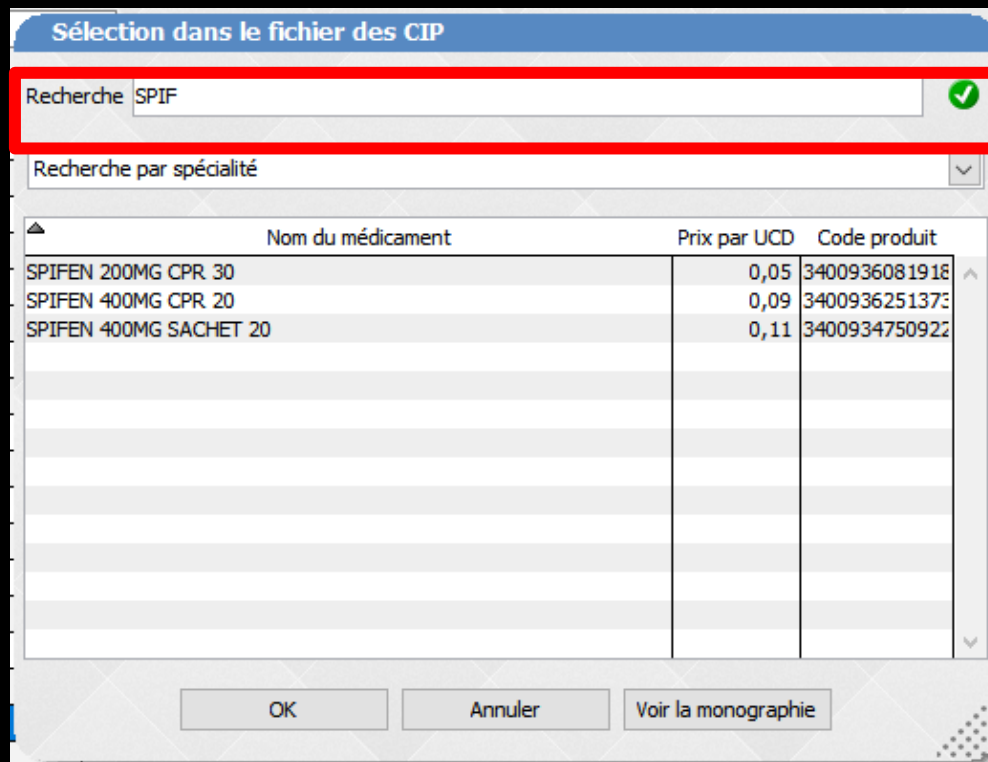 Sélection dans le fichier des CIP
Recherche SPIF
Recherche par spécialité
Nom du médicament Prix par UCD Code produit
SPIFEN 200MG CPR 30 0,05 3400936081918
SPIFEN 400MG CPR 20 0,09 3400936251373
SPIFEN 400MG SACHET 20 0,11 3400934750922
OK Annuler Voir la monographie